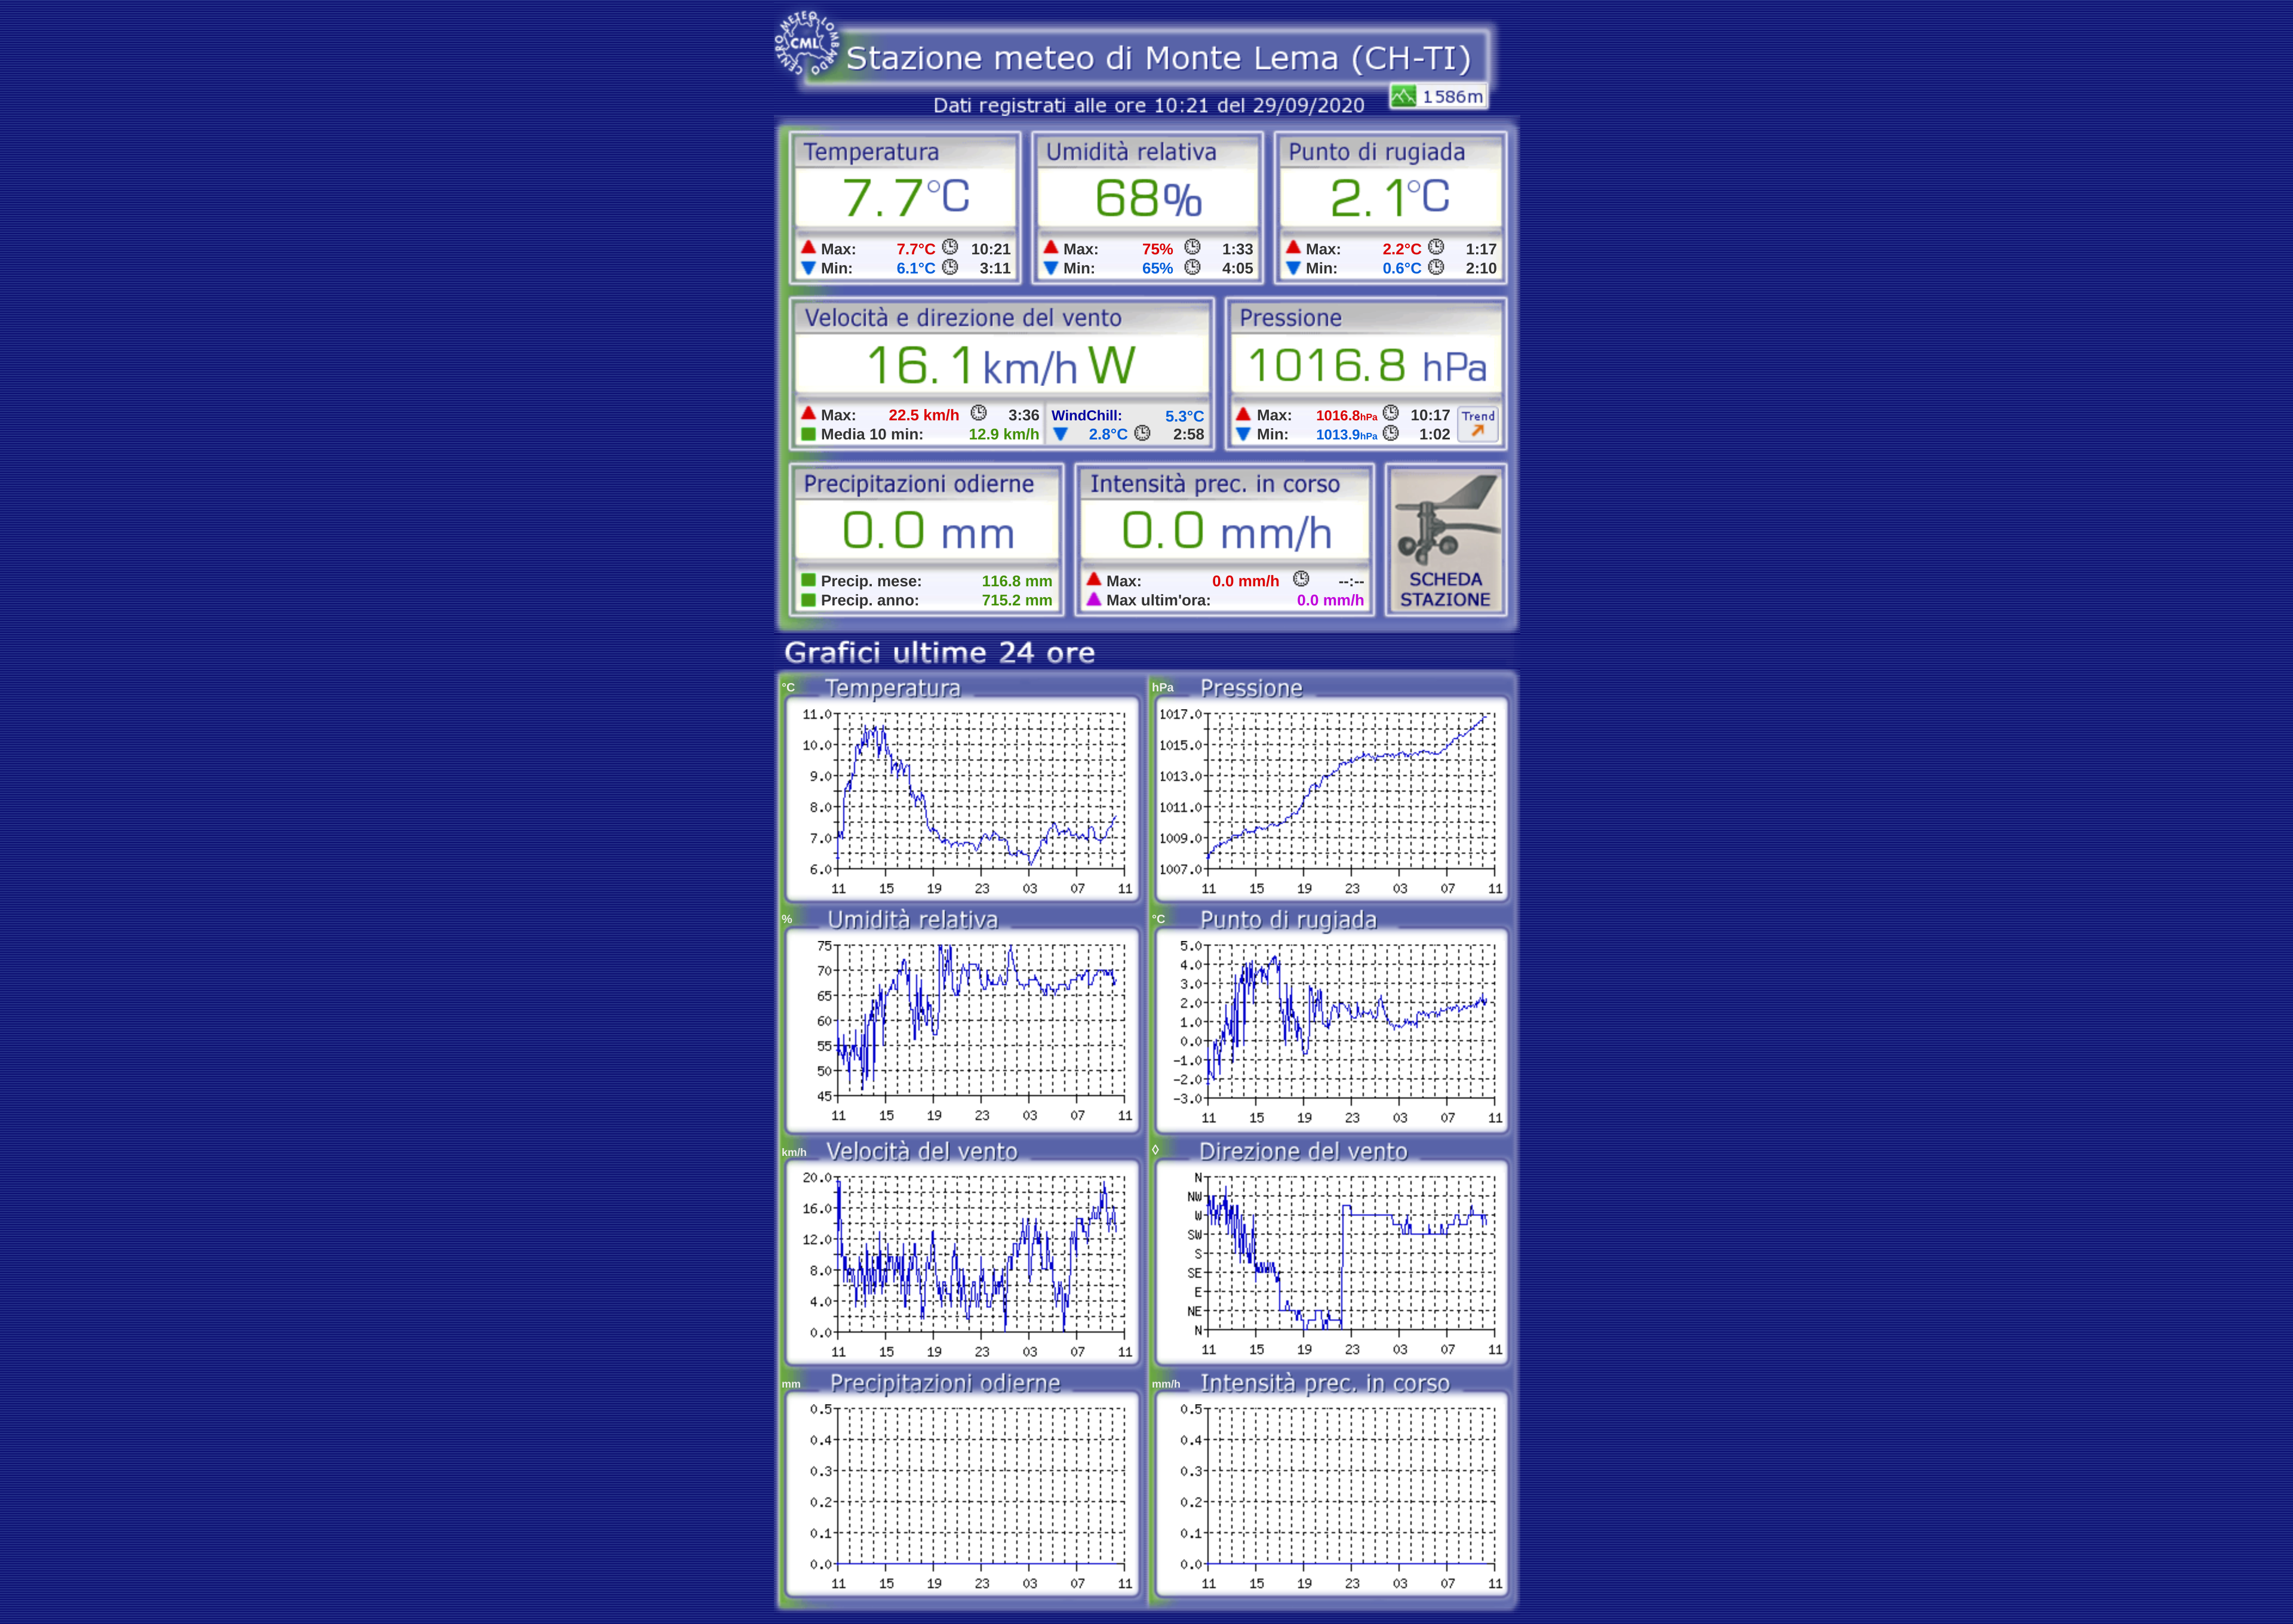 CENTRO METEO LOMBARDO
CML
Stazione meteo di Monte Lema (CH-TI)
Dati registrati alle ore 10:21 del 29/09/2020
1586m
Temperatura
7.7°C
Max: 7.7°C 10:21
Min: 6.1°C 3:11
Umidità relativa
68%
Max: 75% 1:33
Min: 65% 4:05
Punto di rugiada
2.1°C
Max: 2.2°C 1:17
Min: 0.6°C 2:10
Velocità e direzione del vento
16.1 km/h W
Max: 22.5 km/h 3:36
Media 10 min: 12.9 km/h
WindChill: 5.3°C
2.8°C 2:58
Pressione
1016.8 hPa
Max: 1016.8hPa 10:17
Min: 1013.9hPa 1:02
Trend
Precipitazioni odierne
0.0 mm
Precip. mese: 116.8 mm
Precip. anno: 715.2 mm
Intensità prec. in corso
0.0 mm/h
Max: 0.0 mm/h --:--
Max ultim'ora: 0.0 mm/h
SCHEDA
STAZIONE
Grafici ultime 24 ore
°C Temperatura
11.0
10.0
9.0
8.0
7.0
6.0
11 15 19 23 03 07 11
hPa Pressione
1017.0
1015.0
1013.0
1011.0
1009.0
1007.0
11 15 19 23 03 07 11
% Umidità relativa
75
70
65
60
55
50
45
11 15 19 23 03 07 11
°C Punto di rugiada
5.0
4.0
3.0
2.0
1.0
0.0
-1.0
-2.0
-3.0
11 15 19 23 03 07 11
km/h Velocità del vento
20.0
16.0
12.0
8.0
4.0
0.0
11 15 19 23 03 07 11
◊ Direzione del vento
N
NW
W
SW
S
SE
E
NE
N
11 15 19 23 03 07 11
mm Precipitazioni odierne
0.5
0.4
0.3
0.2
0.1
0.0
11 15 19 23 03 07 11
mm/h Intensità prec. in corso
0.5
0.4
0.3
0.2
0.1
0.0
11 15 19 23 03 07 11